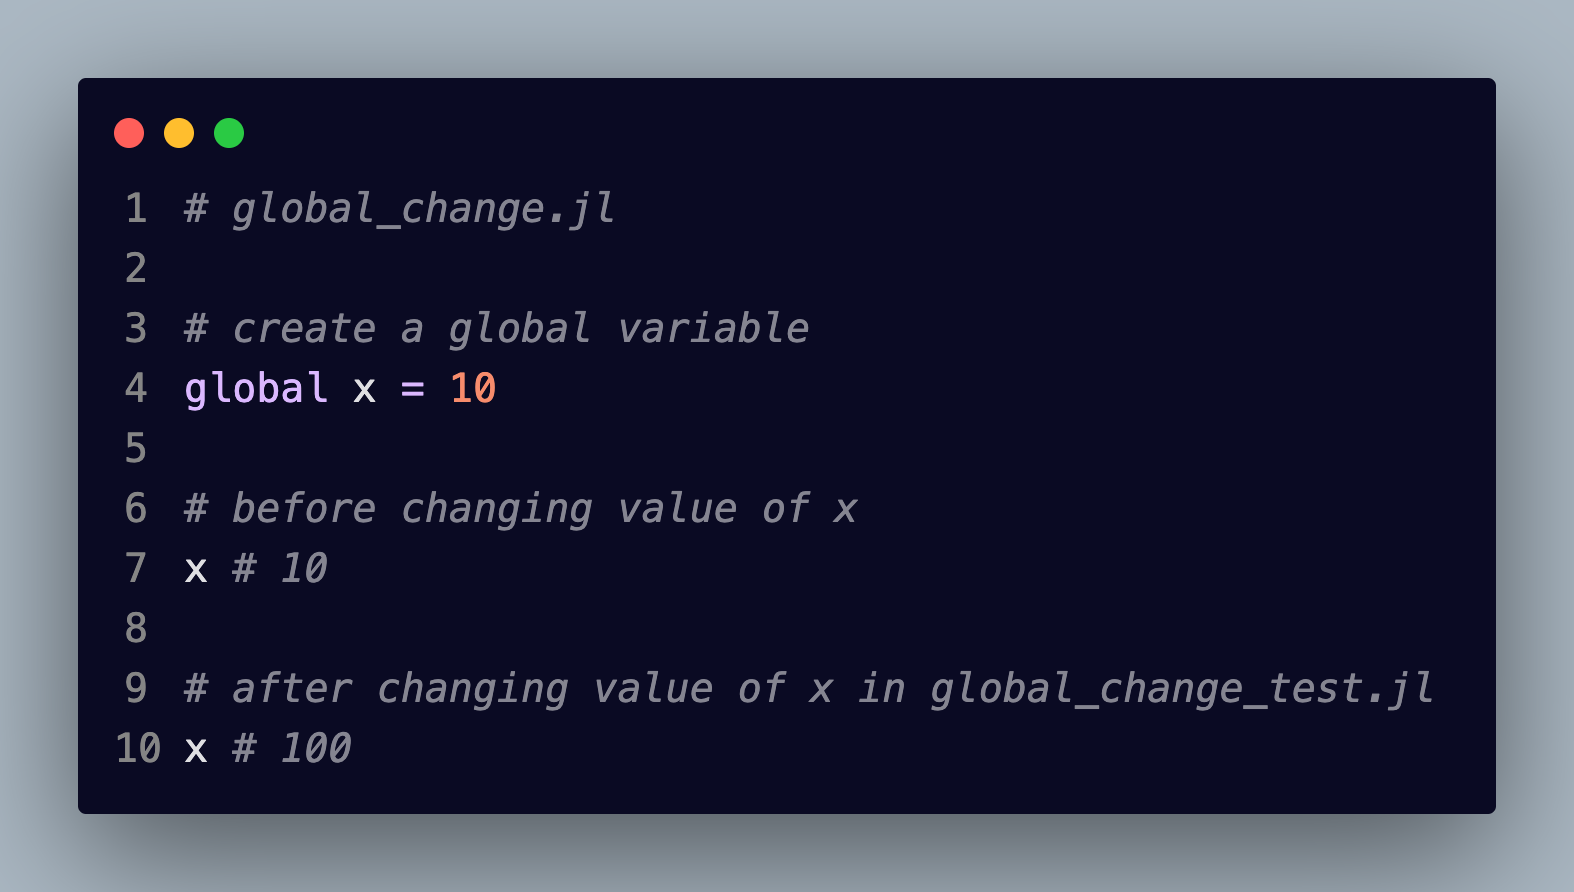 1 # global_change.jl
2
3 # create a global variable
4 global x = 10
5
6 # before changing value of x
7 x # 10
8
9 # after changing value of x in global_change_test.jl
10 x # 100